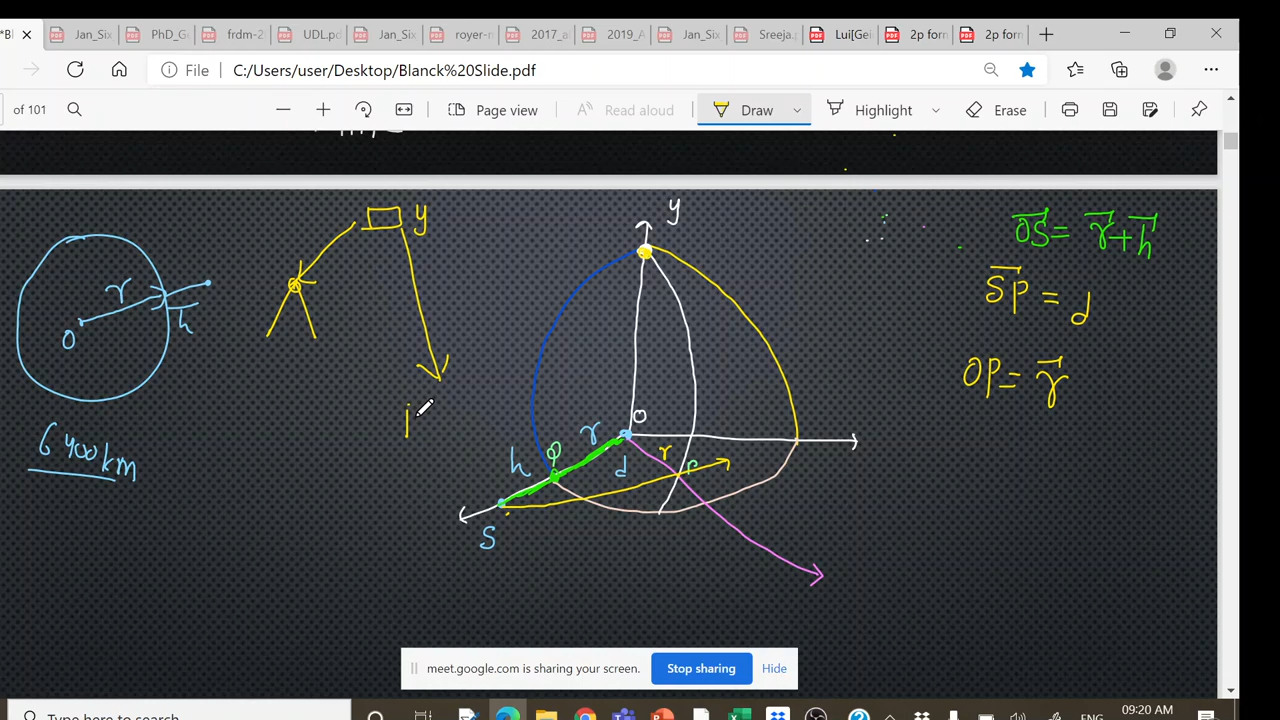 Bl
Jan_Six
PhD_G
frdm-2
UDL.pd
Jan_Six
royer-n
2017_a
2019_A
Jan_Six
Sreeja.p
Lui[Gei
2p forn
2p forn
File C:/Users/user/Desktop/Blanck%20Slide.pdf
of 101
Page view
Read aloud
Draw
Highlight
Erase
y
y
OS = r + h
SP = d
OP = r
r
O
h
6400km
O
r
h
P
d
r
P
S
meet.google.com is sharing your screen.
Stop sharing
Hide
Type here to search
ENG
09:20 AM